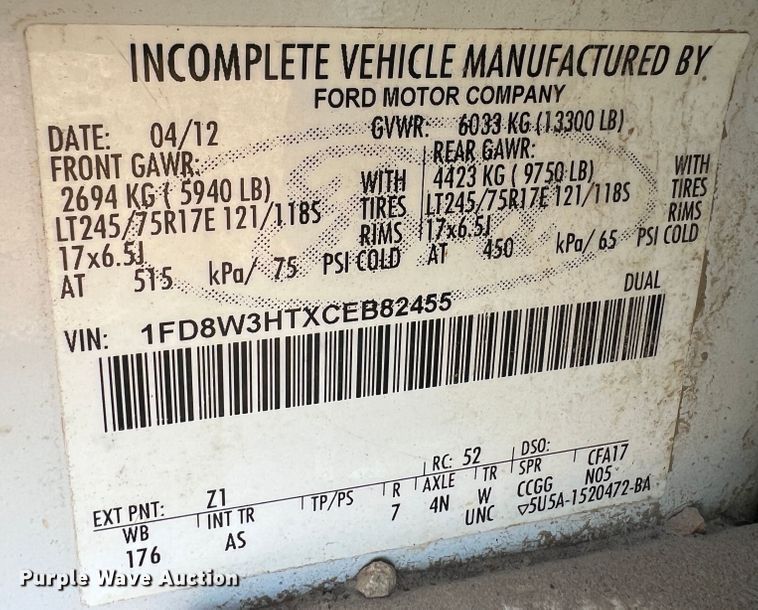 INCOMPLETE VEHICLE MANUFACTURED BY
FORD MOTOR COMPANY
DATE: 04/12 GVWR: 6033 KG (13300 LB)
FRONT GAWR: REAR GAWR:
2694 KG ( 5940 LB) WITH 4423 KG ( 9750 LB) WITH
LT245/75R17E 121/118S TIRES LT245/75R17E 121/118S TIRES
17x6.5J RIMS 17x6.5J RIMS
AT 515 kPa/ 75 PSI COLD AT 450 kPa/ 65 PSI COLD
DUAL
VIN: 1FD8W3HTXCEB82455
EXT PNT: Z1 RC: 52 DSO:
WB INT TR TP/PS R AXLE TR SPR CFA17
176 AS 7 4N W CCGG N05
UNC ▽5U5A-1520472-BA
Purple Wave Auction